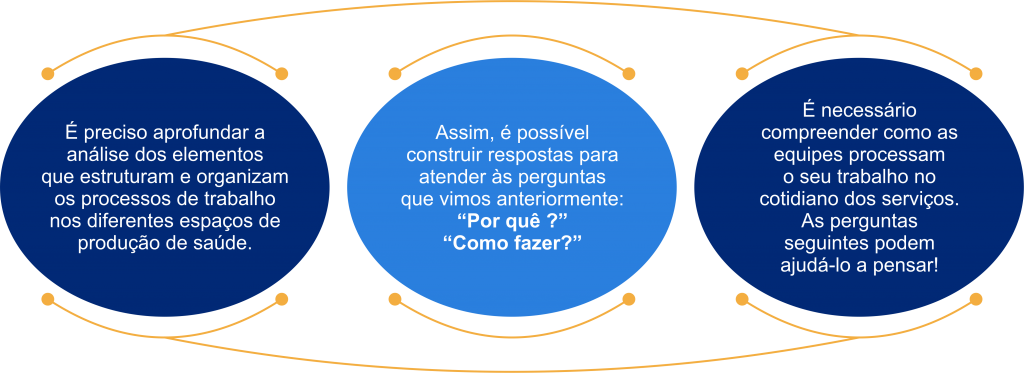 É preciso aprofundar a
análise dos elementos
que estruturam e organizam
os processos de trabalho
nos diferentes espaços de
produção de saúde.
Assim, é possível
construir respostas para
atender às perguntas
que vimos anteriormente:
“Por quê ?”
“Como fazer?”
É necessário
compreender como as
equipes processam
o seu trabalho no
cotidiano dos serviços.
As perguntas
seguintes podem
ajudá-lo a pensar!